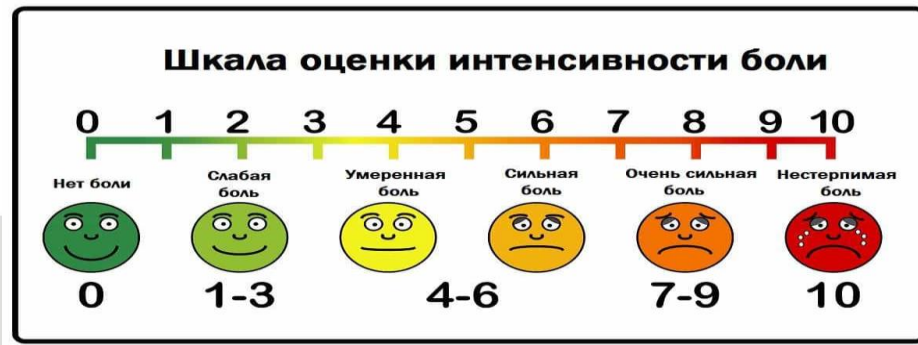 Шкала оценки интенсивности боли
0 1 2 3 4 5 6 7 8 9 10
Нет боли
Слабая
боль
Умеренная
боль
Сильная
боль
Очень сильная
боль
Нестерпимая
боль
0 1-3 4-6 7-9 10